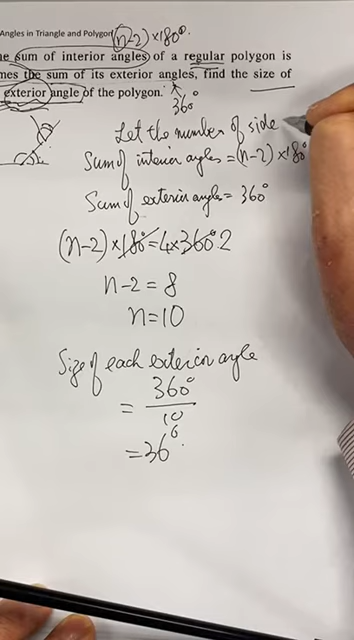 Angles in Triangle and Polygon (n-2)×180°.
sum of interior angles of a regular polygon is
the sum of its exterior angles, find the size of
exterior angle of the polygon.
360°
Let the number of side
Sum of interior angles = (n-2) ×180°
Sum of exterior angle = 360°
(n-2)×180°=4×360° 2
n-2 = 8
n=10
Size of each exterior angle
= 360°
10
=36°.